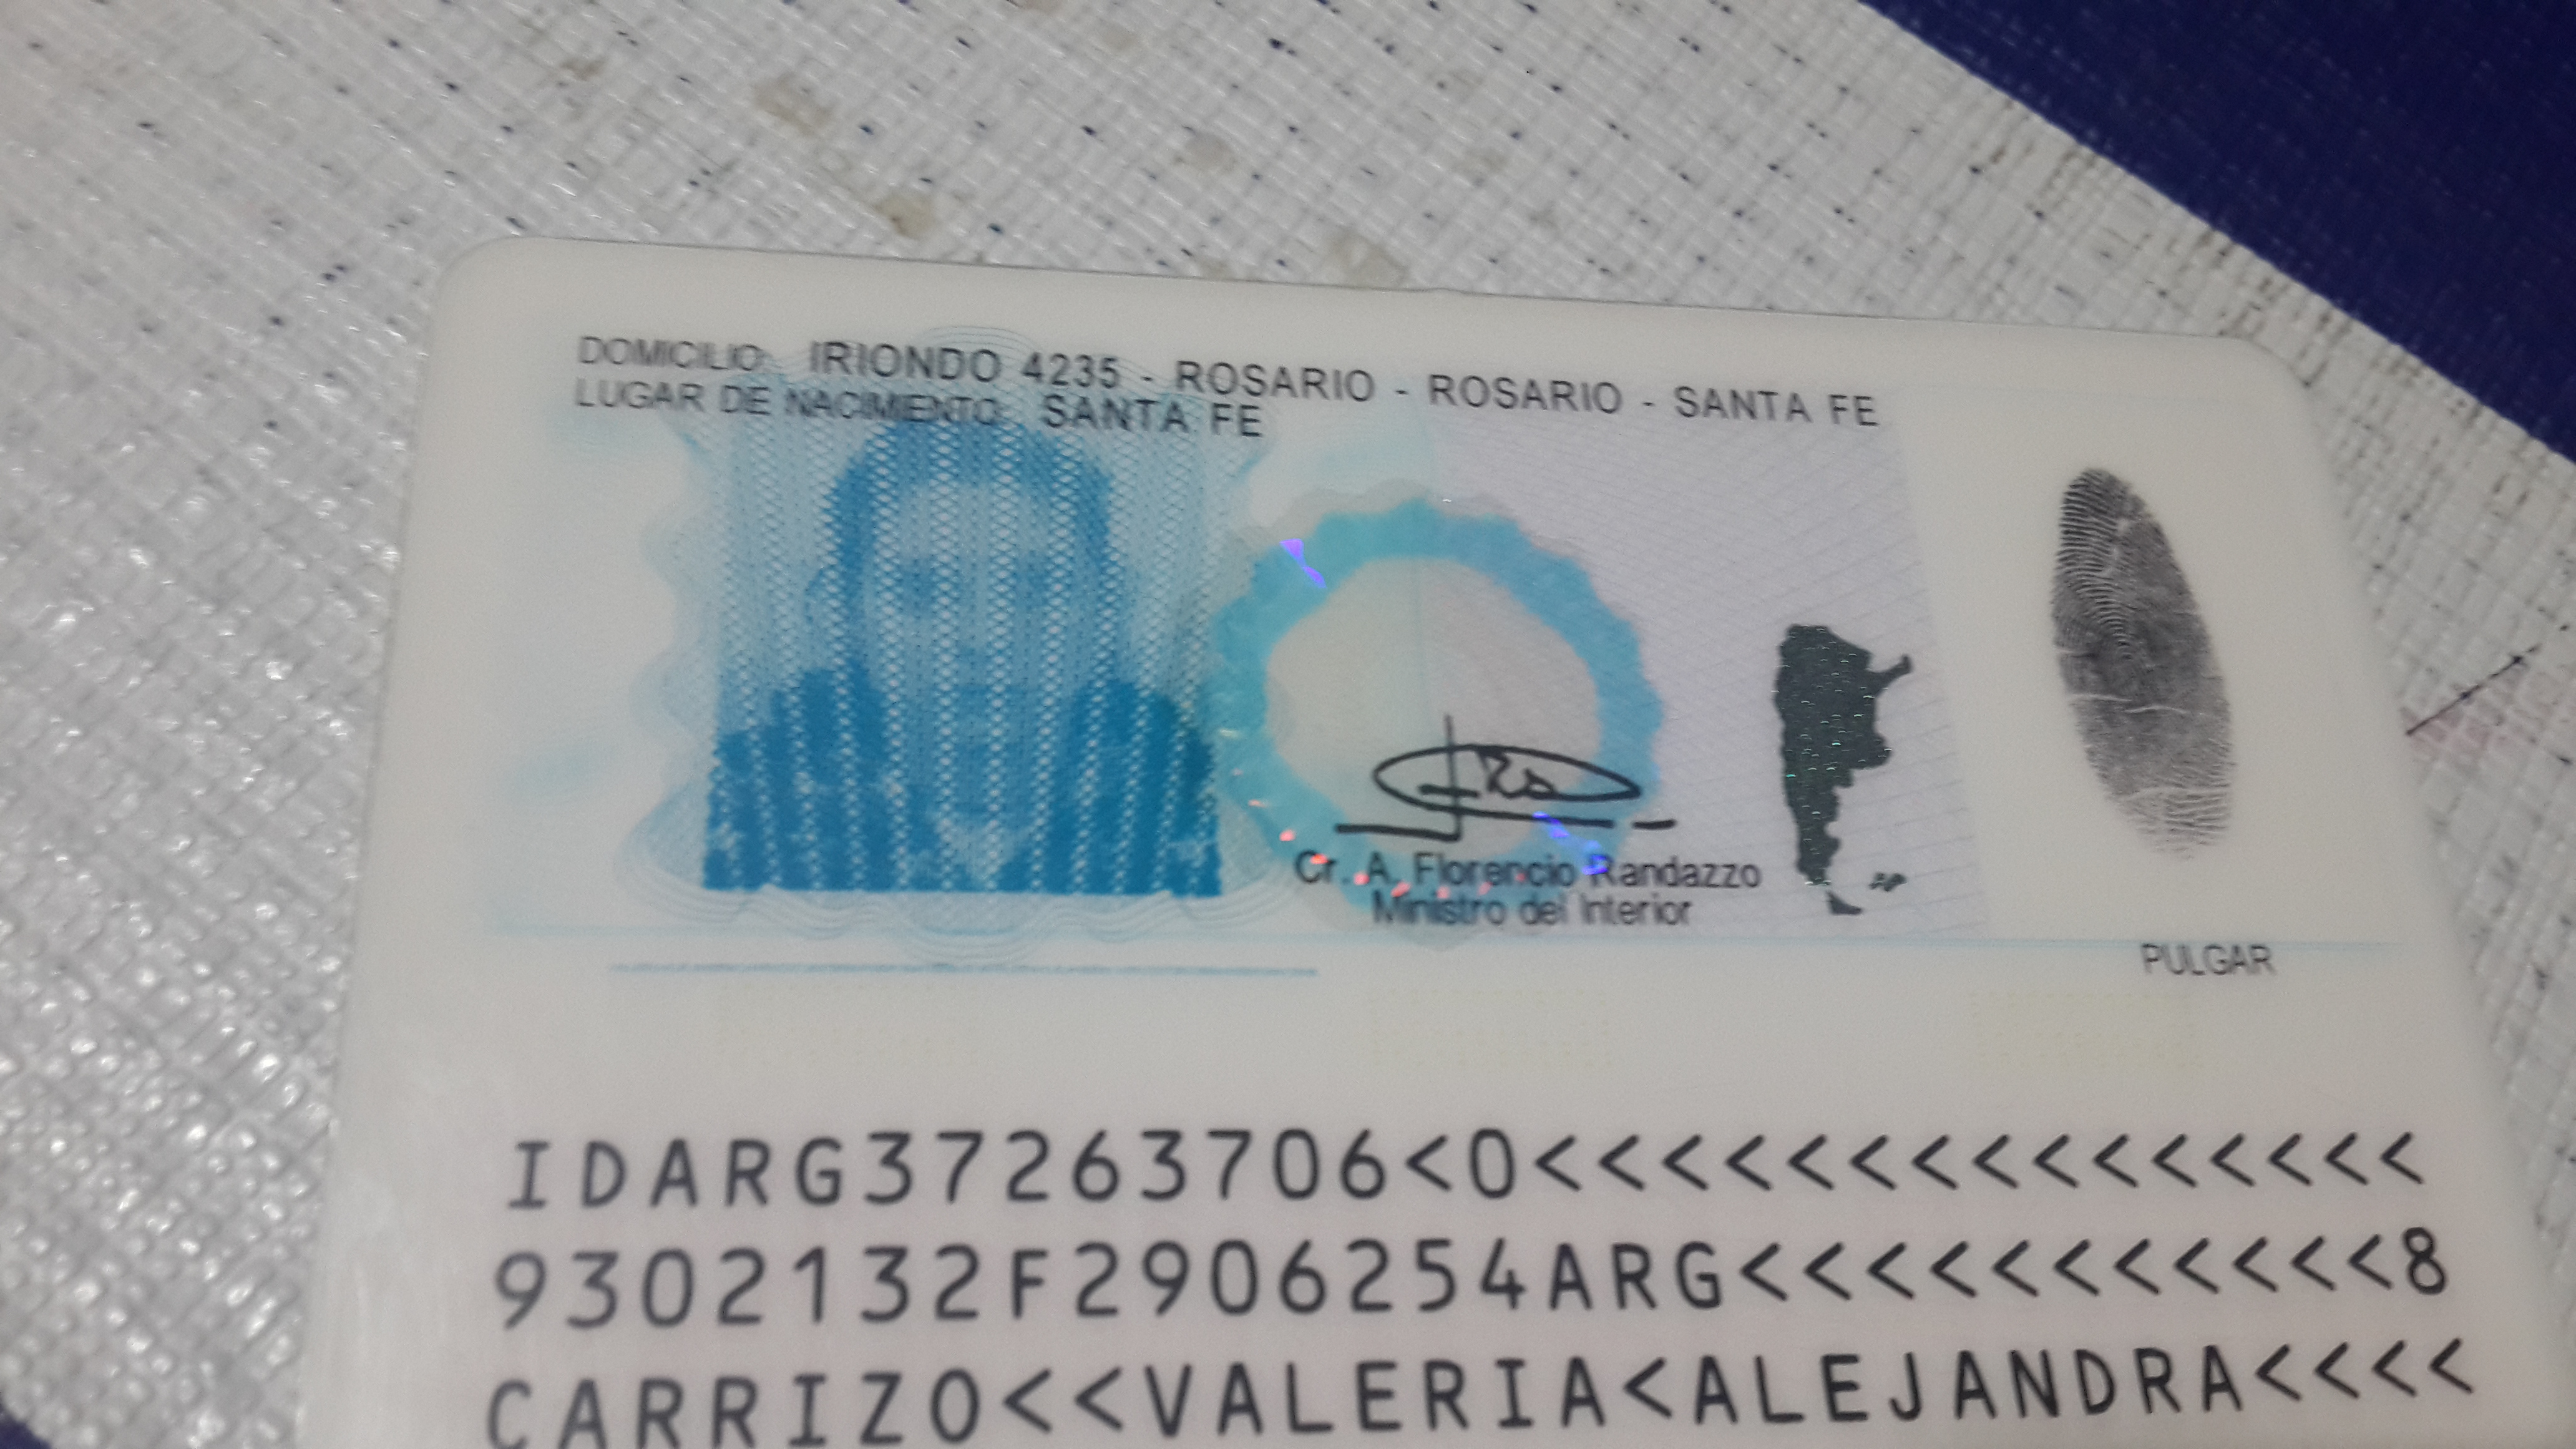 DOMICILIO: IRIONDO 4235 - ROSARIO - ROSARIO - SANTA FE
LUGAR DE NACIMIENTO: SANTA FE
Cr. A. Florencio Randazzo
Ministro del Interior
PULGAR
IDARG37263706<0<<<<<<<<<<<<<<<
9302132F2906254ARG<<<<<<<<<<<8
CARRIZO<<VALERIA<ALEJANDRA<<<<